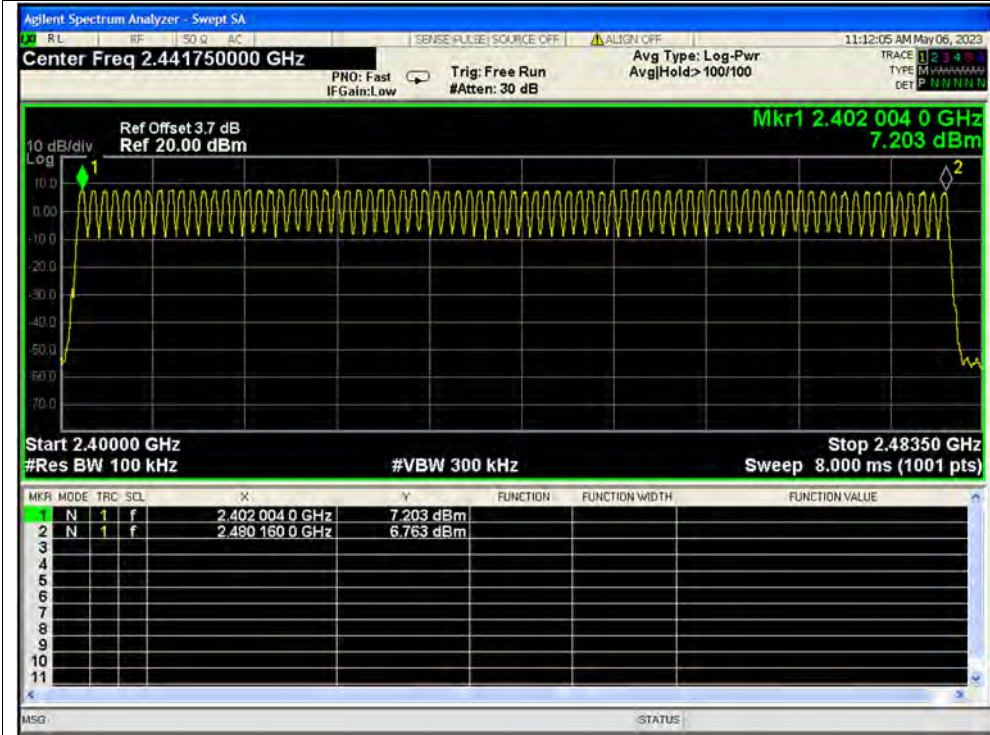 Agilent Spectrum Analyzer - Swept SA
LXI RL RF 50 Ω AC SENSE:PULSE SOURCE OFF ALIGN OFF 11:12:05 AM May 06, 2023
Center Freq 2.441750000 GHz
PNO: Fast
IFGain:Low
Trig: Free Run
#Atten: 30 dB
Avg Type: Log-Pwr
Avg|Hold:> 100/100
TRACE 1 2 3 4 5 6
TYPE M
DET P N N N N N
Mkr1 2.402 004 0 GHz
7.203 dBm
Ref Offset 3.7 dB
10 dB/div Ref 20.00 dBm
Log
1
2
10.0
0.00
-10.0
-20.0
-30.0
-40.0
-50.0
-60.0
-70.0
Start 2.40000 GHz Stop 2.48350 GHz
#Res BW 100 kHz #VBW 300 kHz Sweep 8.000 ms (1001 pts)
MKR MODE TRC SCL X Y FUNCTION FUNCTION WIDTH FUNCTION VALUE
1 N 1 f 2.402 004 0 GHz 7.203 dBm
2 N 1 f 2.480 160 0 GHz 6.763 dBm
3
4
5
6
7
8
9
10
11
MSG STATUS